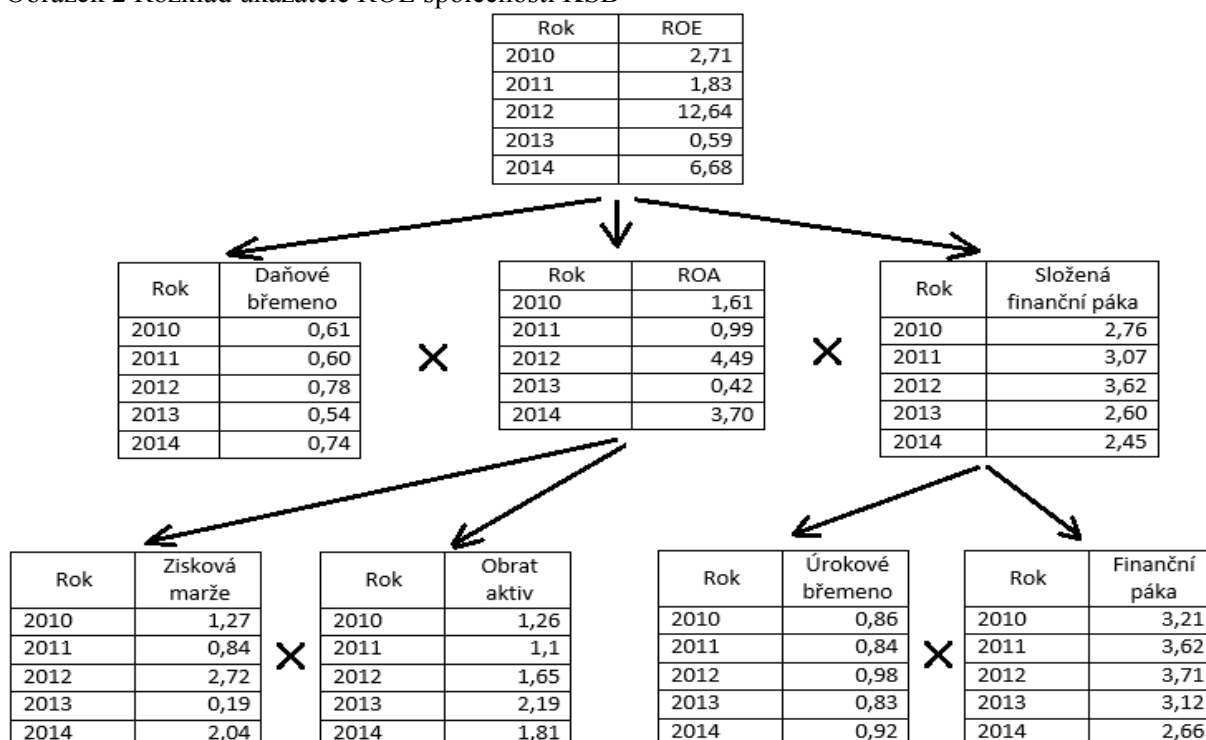 Obrázek 2 Rozklad ukazatele ROE společnosti KSB
Rok ROE
2010 2,71
2011 1,83
2012 12,64
2013 0,59
2014 6,68
Rok Daňové
břemeno
2010 0,61
2011 0,60
2012 0,78
2013 0,54
2014 0,74
×
Rok ROA
2010 1,61
2011 0,99
2012 4,49
2013 0,42
2014 3,70
×
Rok Složená
finanční páka
2010 2,76
2011 3,07
2012 3,62
2013 2,60
2014 2,45
Rok Zisková
marže
2010 1,27
2011 0,84
2012 2,72
2013 0,19
2014 2,04
×
Rok Obrat
aktiv
2010 1,26
2011 1,1
2012 1,65
2013 2,19
2014 1,81
Rok Úrokové
břemeno
2010 0,86
2011 0,84
2012 0,98
2013 0,83
2014 0,92
×
Rok Finanční
páka
2010 3,21
2011 3,62
2012 3,71
2013 3,12
2014 2,66